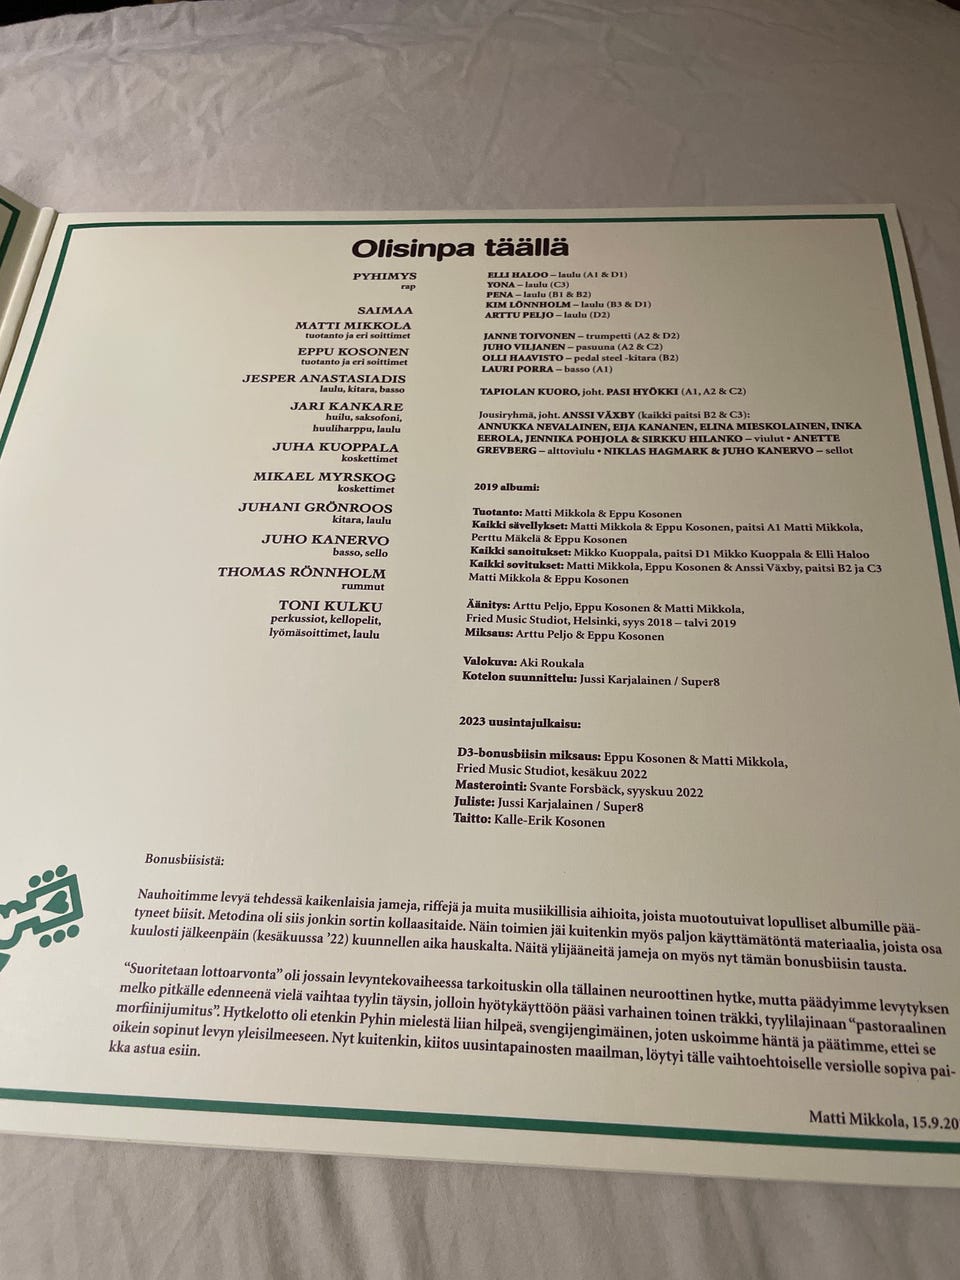 Olisinpa täällä
PYHIMYS
rap
SAIMAA
MATTI MIKKOLA
tuotanto ja eri soittimet
EPPU KOSONEN
tuotanto ja eri soittimet
JESPER ANASTASIADIS
laulu, kitara, basso
JARI KANKARE
huilu, saksofoni,
huuliharppu, laulu
JUHA KUOPPALA
koskettimet
MIKAEL MYRSKOG
koskettimet
JUHANI GRÖNROOS
kitara, laulu
JUHO KANERVO
basso, sello
THOMAS RÖNNHOLM
rummut
TONI KULKU
perkussiot, kellopelit,
lyömäsoittimet, laulu
ELLI HALOO – laulu (A1 & D1)
YONA – laulu (C3)
PENA – laulu (B1 & B2)
KIM LÖNNHOLM – laulu (B3 & D1)
ARTTU PELJO – laulu (D2)
JANNE TOIVONEN – trumpetti (A2 & D2)
JUHO VILJANEN – pasuuna (A2 & C2)
OLLI HAAVISTO – pedal steel -kitara (B2)
LAURI PORRA – basso (A1)
TAPIOLAN KUORO, joht. PASI HYÖKKI (A1, A2 & C2)
Jousiryhmä, joht. ANSSI VÄXBY (kaikki paitsi B2 & C3):
ANNUKKA NEVALAINEN, EIJA KANANEN, ELINA MIESKOLAINEN, INKA
EEROLA, JENNIKA POHJOLA & SIRKKU HILANKO – viulut • ANETTE
GREVBERG – alttoviulu • NIKLAS HAGMARK & JUHO KANERVO – sellot
2019 albumi:
Tuotanto: Matti Mikkola & Eppu Kosonen
Kaikki sävellykset: Matti Mikkola & Eppu Kosonen, paitsi A1 Matti Mikkola,
Perttu Mäkelä & Eppu Kosonen
Kaikki sanoitukset: Mikko Kuoppala, paitsi D1 Mikko Kuoppala & Elli Haloo
Kaikki sovitukset: Matti Mikkola, Eppu Kosonen & Anssi Växby, paitsi B2 ja C3
Matti Mikkola & Eppu Kosonen
Äänitys: Arttu Peljo, Eppu Kosonen & Matti Mikkola,
Fried Music Studiot, Helsinki, syys 2018 – talvi 2019
Miksaus: Arttu Peljo & Eppu Kosonen
Valokuva: Aki Roukala
Kotelon suunnittelu: Jussi Karjalainen / Super8
2023 uusintajulkaisu:
D3-bonusbiisin miksaus: Eppu Kosonen & Matti Mikkola,
Fried Music Studiot, kesäkuu 2022
Masterointi: Svante Forsbäck, syyskuu 2022
Juliste: Jussi Karjalainen / Super8
Taitto: Kalle-Erik Kosonen
Bonusbiisistä:
Nauhoitimme levyä tehdessä kaikenlaisia jameja, riffejä ja muita musiikillisia aihioita, joista muotoutuivat lopulliset albumille pää-
tyneet biisit. Metodina oli siis jonkin sortin kollaasitaide. Näin toimien jäi kuitenkin myös paljon käyttämätöntä materiaalia, joista osa
kuulosti jälkeenpäin (kesäkuussa ’22) kuunnellen aika hauskalta. Näitä ylijääneitä jameja on myös nyt tämän bonusbiisin tausta.
“Suoritetaan lottoarvonta” oli jossain levyntekovaiheessa tarkoituskin olla tällainen neuroottinen hytke, mutta päädyimme levytyksen
melko pitkälle edenneenä vielä vaihtaa tyylin täysin, jolloin hyötykäyttöön pääsi varhainen toinen träkki, tyylilajinaan “pastoraalinen
morfiinijumitus”. Hytkelotto oli etenkin Pyhin mielestä liian hilpeä, svengijengimäinen, joten uskoimme häntä ja päätimme, ettei se
oikein sopinut levyn yleisilmeeseen. Nyt kuitenkin, kiitos uusintapainosten maailman, löytyi tälle vaihtoehtoiselle versiolle sopiva pai-
kka astua esiin.
Matti Mikkola, 15.9.20